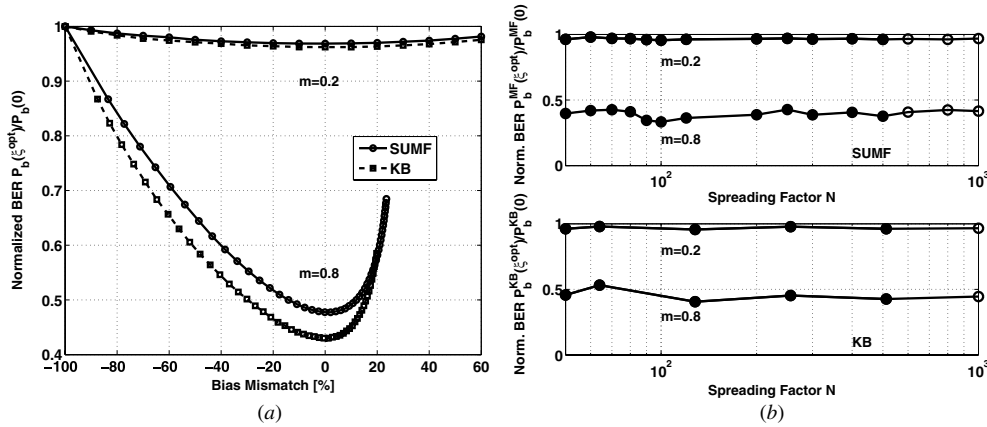 Normalized BER P_b(ξ^opt)/P_b(0)
1
0.9
0.8
0.7
0.6
0.5
0.4
m=0.2
SUMF
KB
m=0.8
−100 −80 −60 −40 −20 0 20 40 60
Bias Mismatch [%]
(a)
Norm. BER P_b^MF(ξ^opt)/P_b^MF(0)
1
0.5
0
m=0.2
m=0.8
SUMF
10^2 10^3
Spreading Factor N
Norm. BER P_b^KB(ξ^opt)/P_b^KB(0)
1
0.5
0
m=0.2
m=0.8
KB
10^2 10^3
Spreading Factor N
(b)